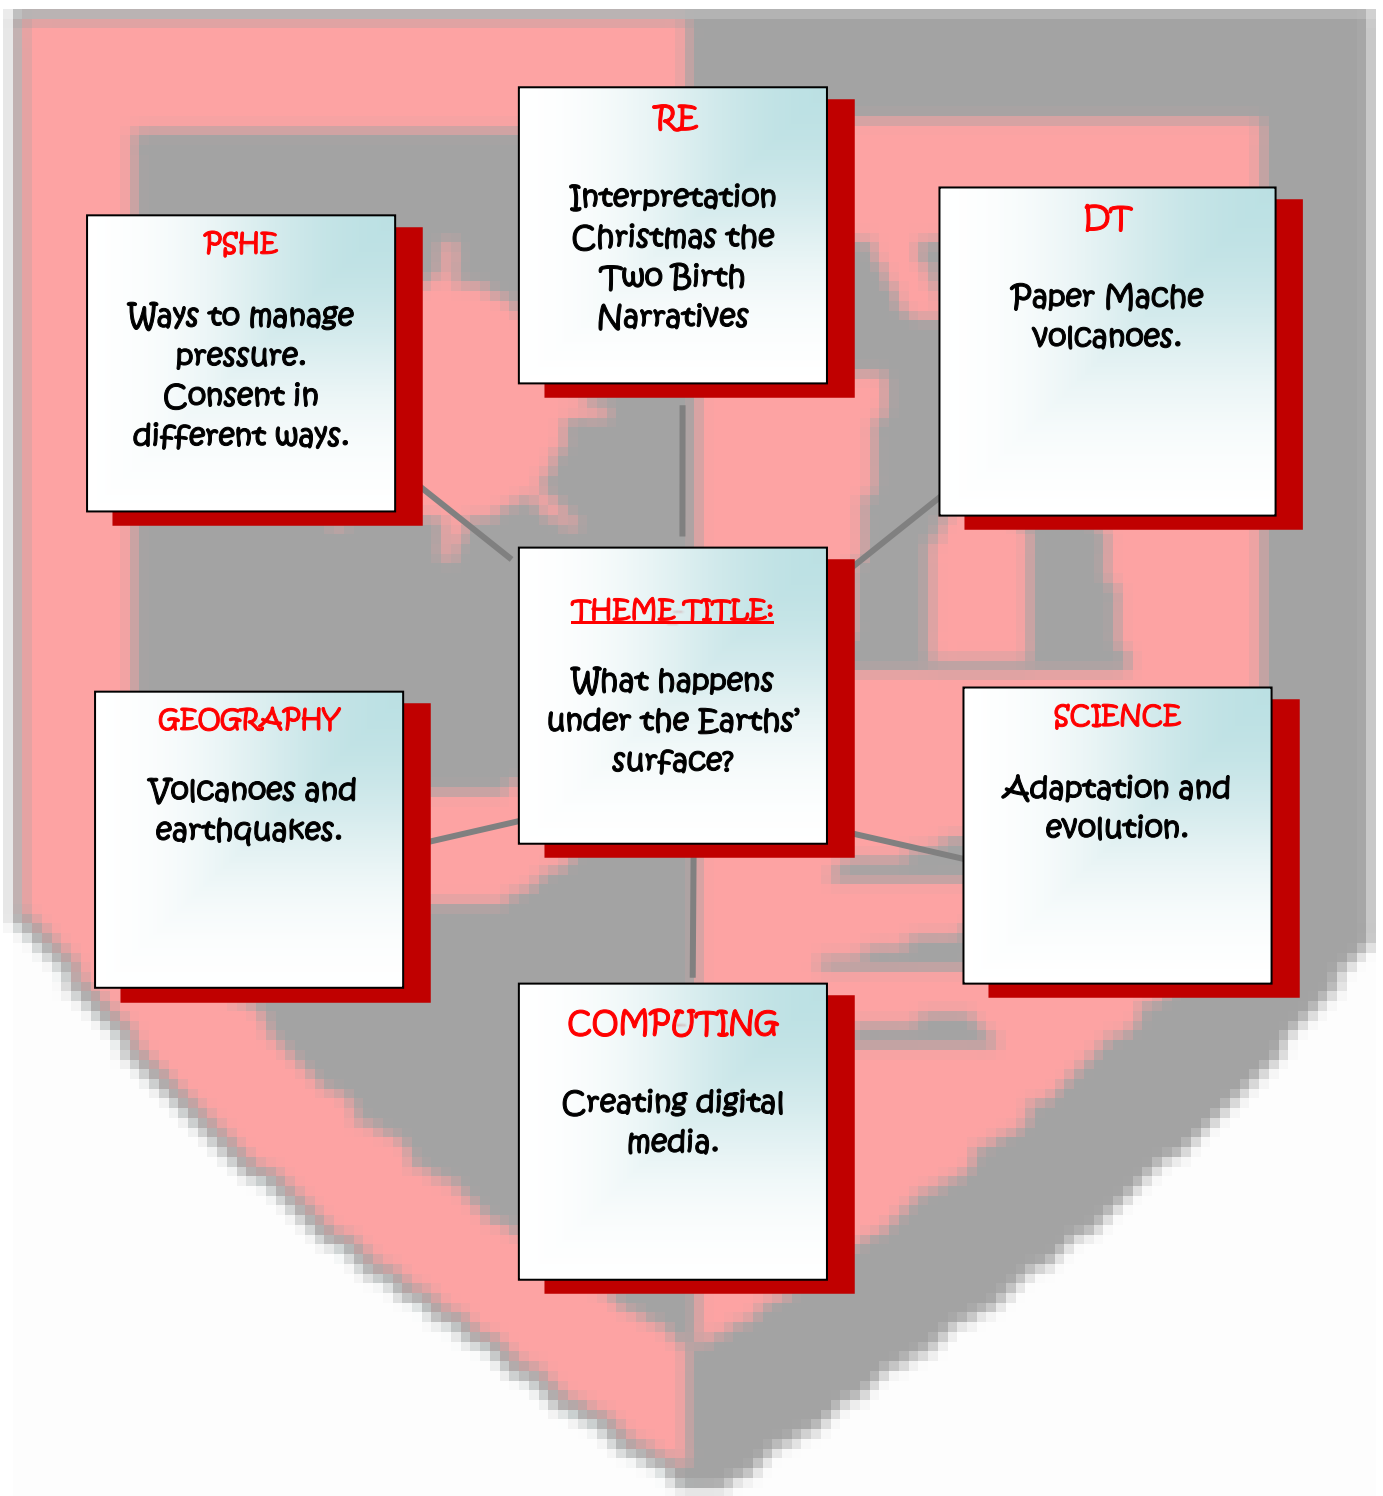 RE
Interpretation
Christmas the
Two Birth
Narratives
DT
Paper Mache
volcanoes.
PSHE
Ways to manage
pressure.
Consent in
different ways.
THEME TITLE:
What happens
under the Earths’
surface?
GEOGRAPHY
Volcanoes and
earthquakes.
SCIENCE
Adaptation and
evolution.
COMPUTING
Creating digital
media.